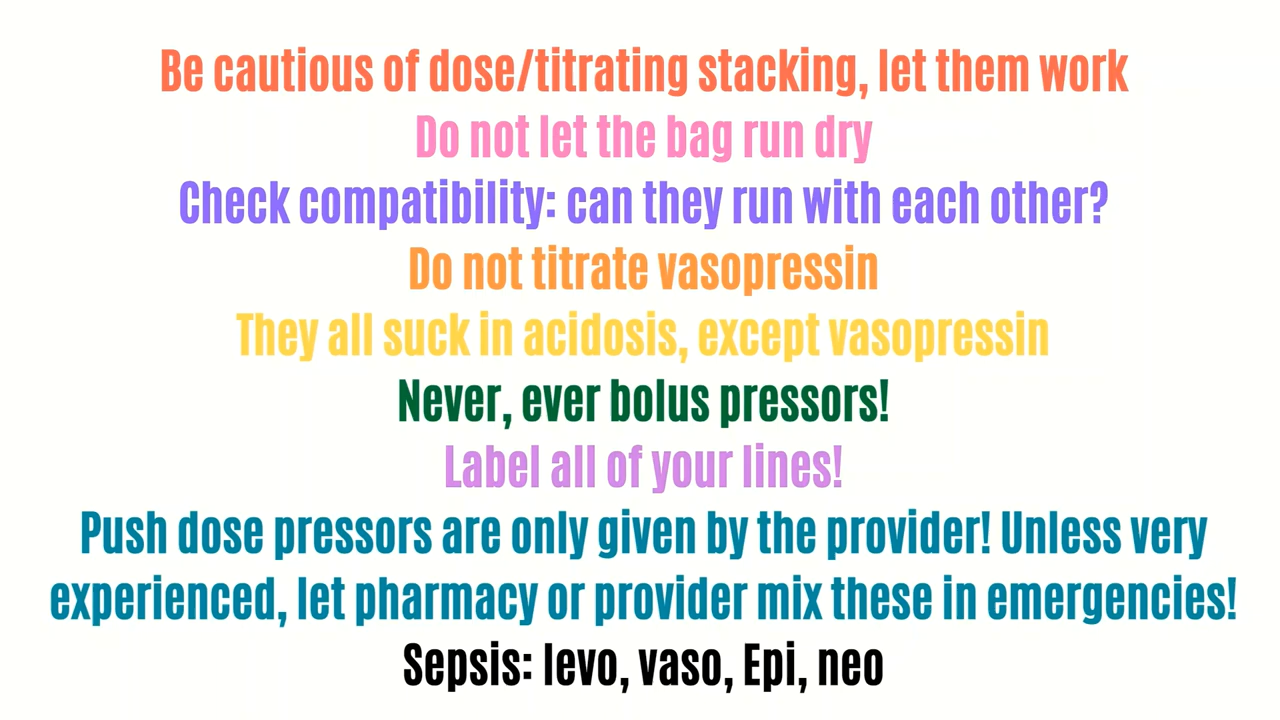 Be cautious of dose/titrating stacking, let them work
Do not let the bag run dry
Check compatibility: can they run with each other?
Do not titrate vasopressin
They all suck in acidosis, except vasopressin
Never, ever bolus pressors!
Label all of your lines!
Push dose pressors are only given by the provider! Unless very
experienced, let pharmacy or provider mix these in emergencies!
Sepsis: levo, vaso, Epi, neo